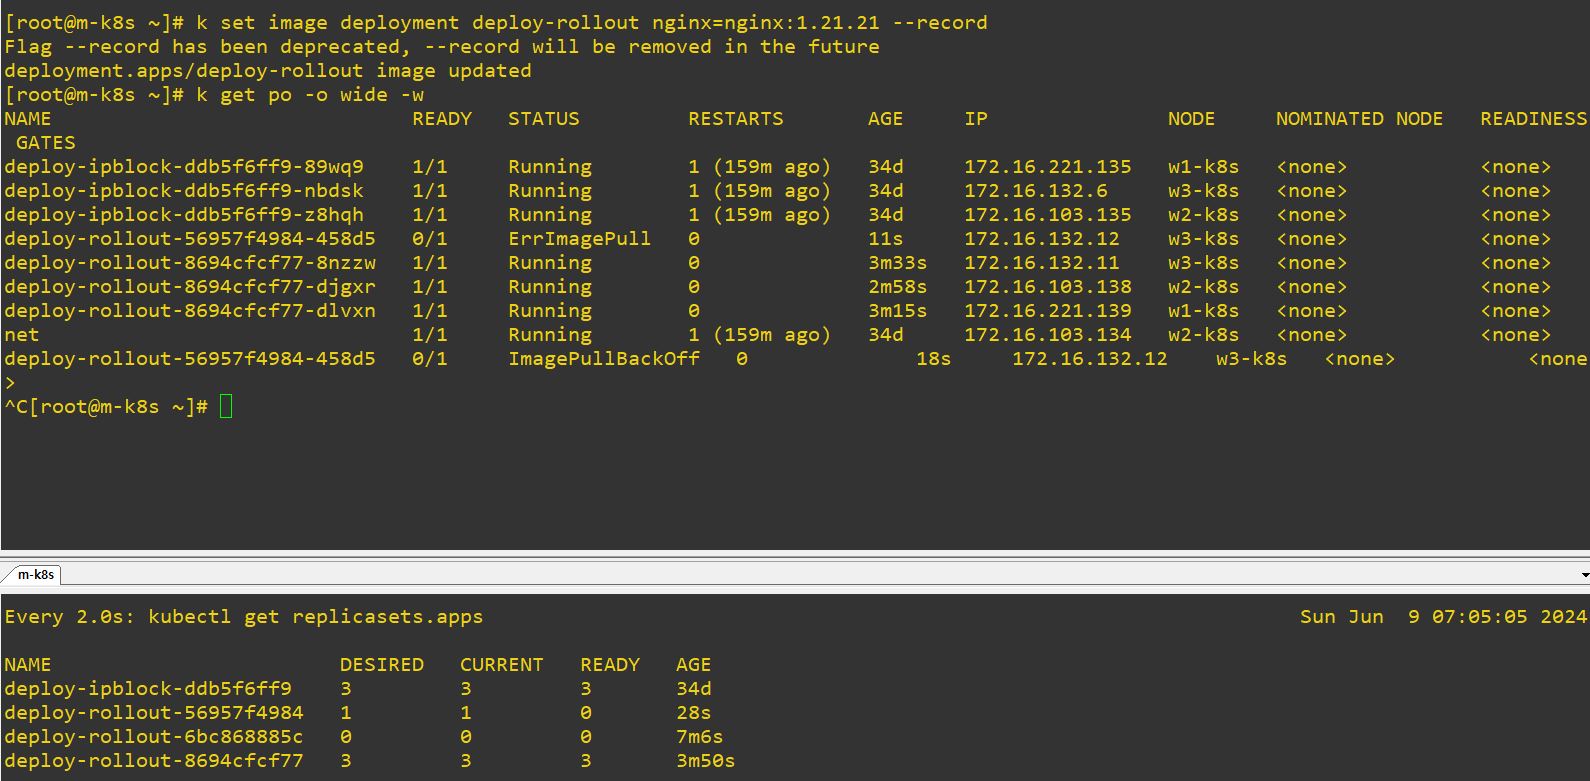 [root@m-k8s ~]# k set image deployment deploy-rollout nginx=nginx:1.21.21 --record
Flag --record has been deprecated, --record will be removed in the future
deployment.apps/deploy-rollout image updated
[root@m-k8s ~]# k get po -o wide -w
NAME                              READY   STATUS         RESTARTS       AGE     IP               NODE     NOMINATED NODE   READINESS
 GATES
deploy-ipblock-ddb5f6ff9-89wq9    1/1     Running        1 (159m ago)   34d     172.16.221.135   w1-k8s   <none>           <none>
deploy-ipblock-ddb5f6ff9-nbdsk    1/1     Running        1 (159m ago)   34d     172.16.132.6     w3-k8s   <none>           <none>
deploy-ipblock-ddb5f6ff9-z8hqh    1/1     Running        1 (159m ago)   34d     172.16.103.135   w2-k8s   <none>           <none>
deploy-rollout-56957f4984-458d5   0/1     ErrImagePull   0              11s     172.16.132.12    w3-k8s   <none>           <none>
deploy-rollout-8694cfcf77-8nzzw   1/1     Running        0              3m33s   172.16.132.11    w3-k8s   <none>           <none>
deploy-rollout-8694cfcf77-djgxr   1/1     Running        0              2m58s   172.16.103.138   w2-k8s   <none>           <none>
deploy-rollout-8694cfcf77-dlvxn   1/1     Running        0              3m15s   172.16.221.139   w1-k8s   <none>           <none>
net                               1/1     Running        1 (159m ago)   34d     172.16.103.134   w2-k8s   <none>           <none>
deploy-rollout-56957f4984-458d5   0/1     ImagePullBackOff   0              18s     172.16.132.12    w3-k8s   <none>           <none
>
^C[root@m-k8s ~]#
m-k8s
Every 2.0s: kubectl get replicasets.apps                                                                    Sun Jun  9 07:05:05 2024
NAME                        DESIRED   CURRENT   READY   AGE
deploy-ipblock-ddb5f6ff9    3         3         3       34d
deploy-rollout-56957f4984   1         1         0       28s
deploy-rollout-6bc868885c   0         0         0       7m6s
deploy-rollout-8694cfcf77   3         3         3       3m50s